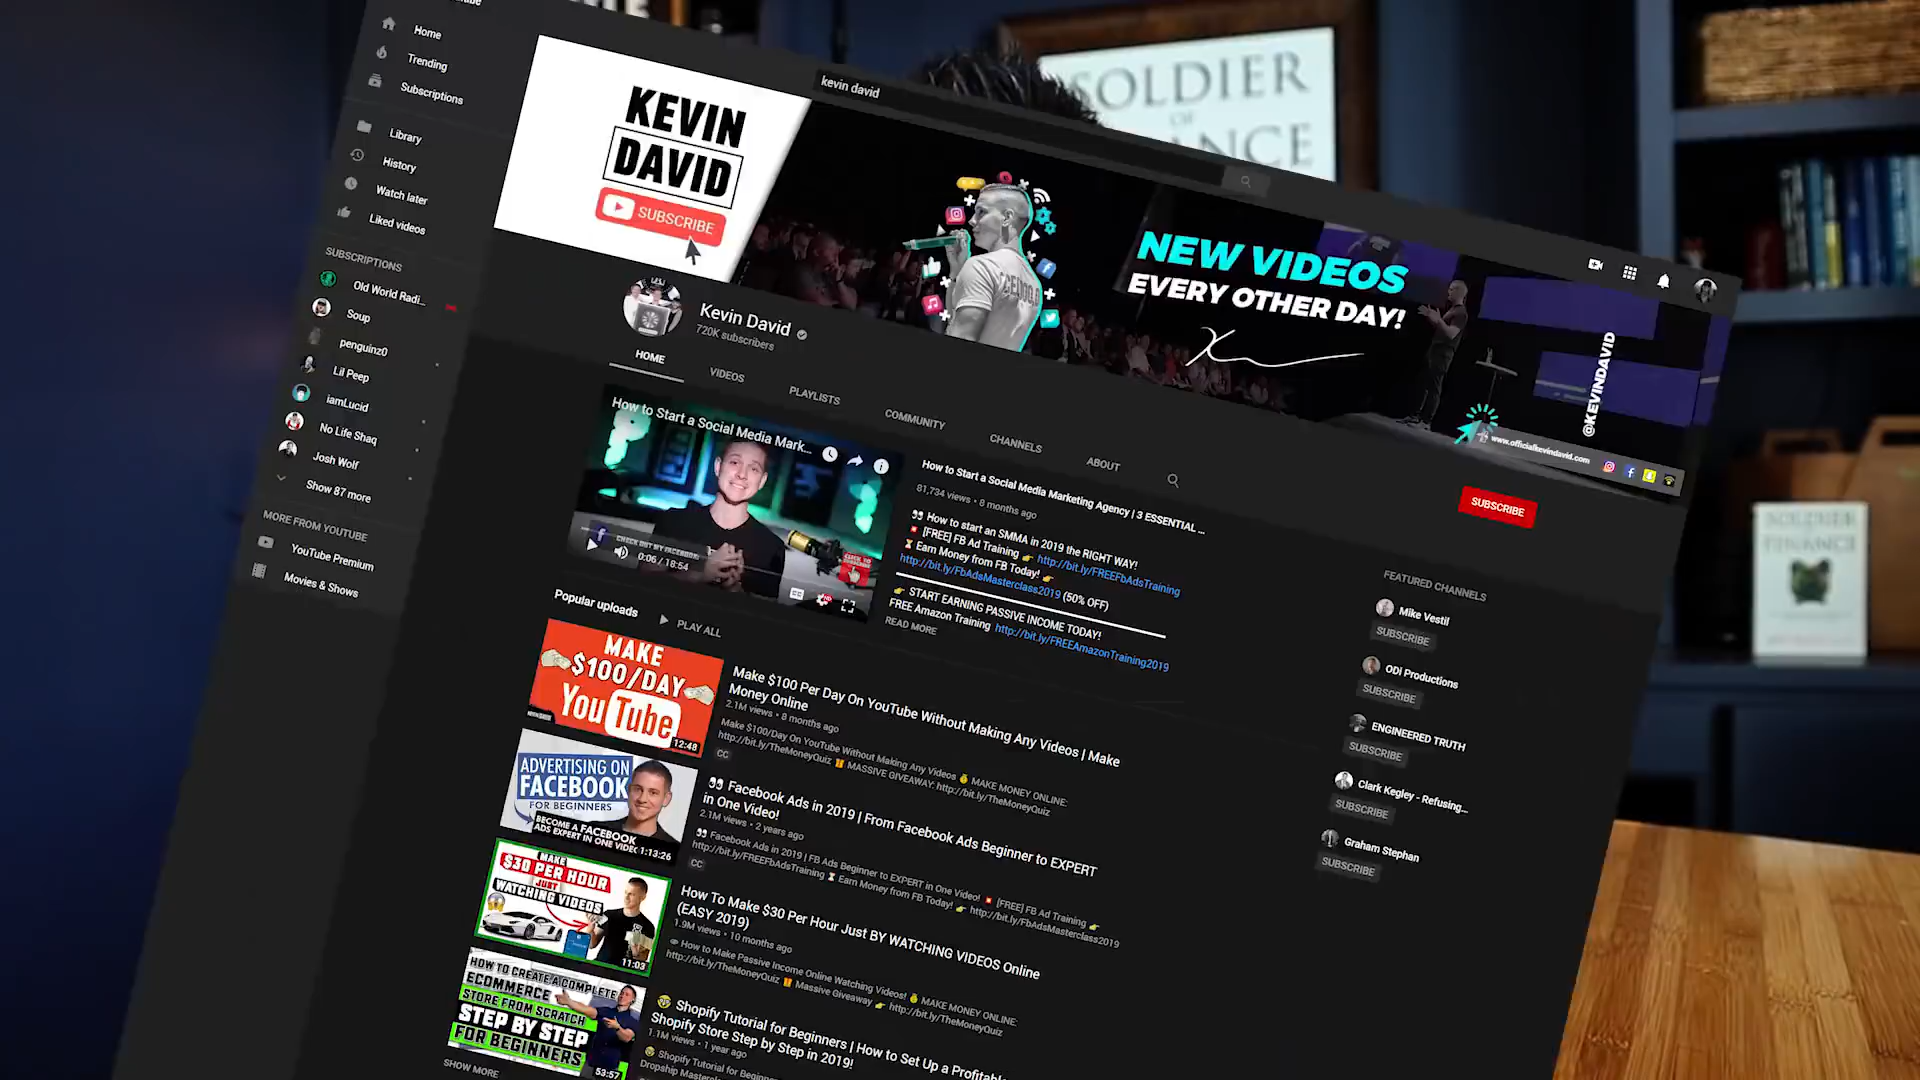 Home
Trending
Subscriptions
Library
History
Watch later
Liked videos
SUBSCRIPTIONS
Old World Radi...
Soup
penguinz0
Lil Peep
iamLucid
No Life Shaq
Josh Wolf
Show 87 more
MORE FROM YOUTUBE
YouTube Premium
Movies & Shows
kevin david
SOLDIER
OF
KEVIN
DAVID
SUBSCRIBE
NEW VIDEOS
EVERY OTHER DAY!
@KEVINDAVID
www.officialkevindavid.com
Kevin David
720K subscribers
SUBSCRIBE
HOME
VIDEOS
PLAYLISTS
COMMUNITY
CHANNELS
ABOUT
How to Start a Social Media Mark...
CHECK OUT MY FACEBOOK
0:06 / 18:54
How to Start a Social Media Marketing Agency | 3 ESSENTIAL ...
81,734 views • 8 months ago
How to start an SMMA in 2019 the RIGHT WAY!
[FREE] FB Ad Training http://bit.ly/FREEFbAdsTraining
Earn Money from FB Today!
http://bit.ly/FbAdsMasterclass2019 (50% OFF)
START EARNING PASSIVE INCOME TODAY!
FREE Amazon Training http://bit.ly/FREEAmazonTraining2019
READ MORE
Popular uploads
PLAY ALL
MAKE
$100/DAY
YouTube
12:48
Make $100 Per Day On YouTube Without Making Any Videos | Make
Money Online
2.1M views • 8 months ago
Make $100/Day On YouTube Without Making Any Videos MAKE MONEY ONLINE:
http://bit.ly/TheMoneyQuiz MASSIVE GIVEAWAY: http://bit.ly/TheMoneyQuiz
CC
ADVERTISING ON
FACEBOOK
FOR BEGINNERS
BECOME A FACEBOOK
ADS EXPERT IN ONE VIDEO
1:13:26
Facebook Ads in 2019 | From Facebook Ads Beginner to EXPERT
in One Video!
2.1M views • 2 years ago
Facebook Ads in 2019 | FB Ads Beginner to EXPERT in One Video! [FREE] FB Ad Training
http://bit.ly/FREEFbAdsTraining Earn Money from FB Today! http://bit.ly/FbAdsMasterclass2019
CC
MAKE
$30 PER HOUR
JUST
WATCHING VIDEOS
11:03
How To Make $30 Per Hour Just BY WATCHING VIDEOS Online
(EASY 2019)
1.9M views • 10 months ago
How to Make Passive Income Online Watching Videos! MAKE MONEY ONLINE:
http://bit.ly/TheMoneyQuiz Massive Giveaway http://bit.ly/TheMoneyQuiz
HOW TO CREATE A COMPLETE
ECOMMERCE
STORE FROM SCRATCH
STEP BY STEP
FOR BEGINNERS
53:57
Shopify Tutorial for Beginners | How to Set Up a Profitable
Shopify Store Step by Step in 2019!
1.1M views • 1 year ago
Shopify Tutorial for
SHOW MORE
FEATURED CHANNELS
Mike Vestil
SUBSCRIBE
ODi Productions
SUBSCRIBE
ENGINEERED TRUTH
SUBSCRIBE
Clark Kegley - Refusing...
SUBSCRIBE
Graham Stephan
SUBSCRIBE
SOLDIER
OF
FINANCE